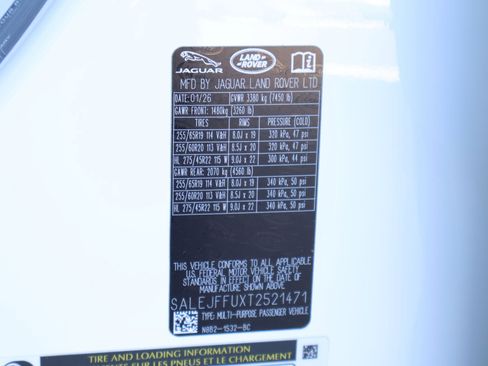 JAGUAR
LAND ROVER
MFD BY JAGUAR LAND ROVER LTD
DATE:01/26 GVWR 3380 kg (7450 lb)
GAWR FRONT: 1480kg (3260 lb)
TIRES RIMS PRESSURE (COLD)
255/65R19 114 V&H 8.0J x 19 320 kPa, 47 psi
255/60R20 113 V&H 8.5J x 20 320 kPa, 47 psi
HL 275/45R22 115 W 9.0J x 22 300 kPa, 44 psi
GAWR REAR: 2070 kg (4560 lb)
255/65R19 114 V&H 8.0J x 19 340 kPa, 50 psi
255/60R20 113 V&H 8.5J x 20 340 kPa, 50 psi
HL 275/45R22 115 W 9.0J x 22 340 kPa, 50 psi
THIS VEHICLE CONFORMS TO ALL APPLICABLE
U.S. FEDERAL MOTOR VEHICLE SAFETY STANDARDS
IN EFFECT ON THE DATE OF
MANUFACTURE SHOWN ABOVE
SALEJFFUXT2521471
TYPE: MULTI-PURPOSE PASSENGER VEHICLE
N8B2-1532-BC
TIRE AND LOADING INFORMATION
SUR LES PNEUS ET LE CHARGEMENT